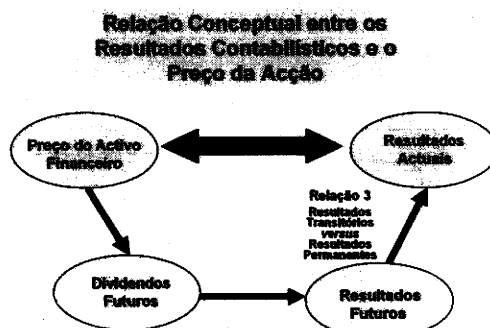 Relação Conceptual entre os
Resultados Contabilísticos e o
Preço da Acção
Preço do Activo
Financeiro
Resultados
Actuais
Relação 3
Resultados
Transitórios
versus
Resultados
Permanentes
Dividendos
Futuros
Resultados
Futuros